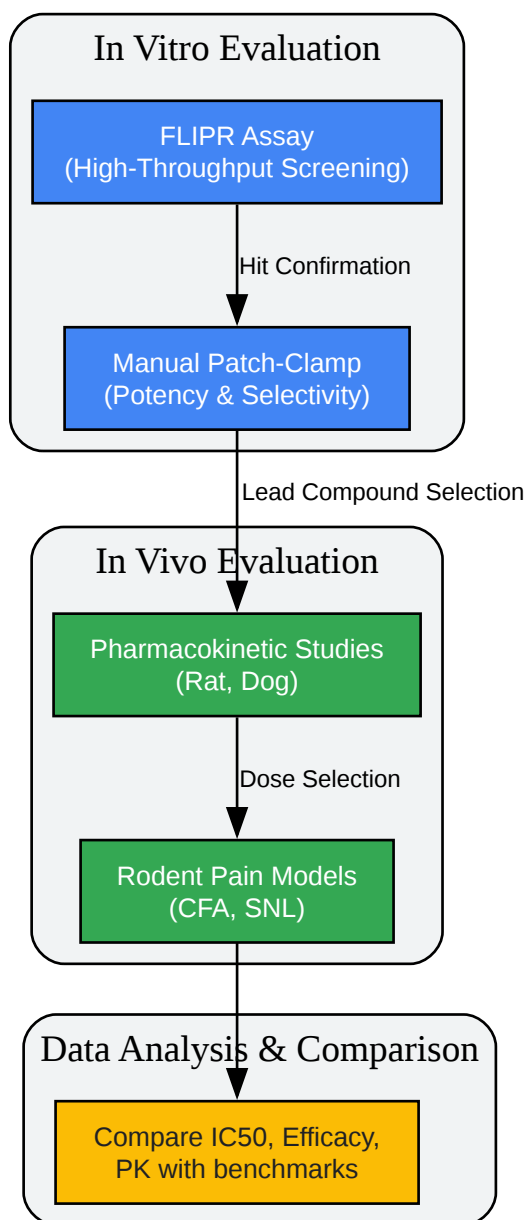 In Vitro Evaluation
FLIPR Assay
(High-Throughput Screening)
Hit Confirmation
Manual Patch-Clamp
(Potency & Selectivity)
Lead Compound Selection
In Vivo Evaluation
Pharmacokinetic Studies
(Rat, Dog)
Dose Selection
Rodent Pain Models
(CFA, SNL)
Data Analysis & Comparison
Compare IC50, Efficacy,
PK with benchmarks